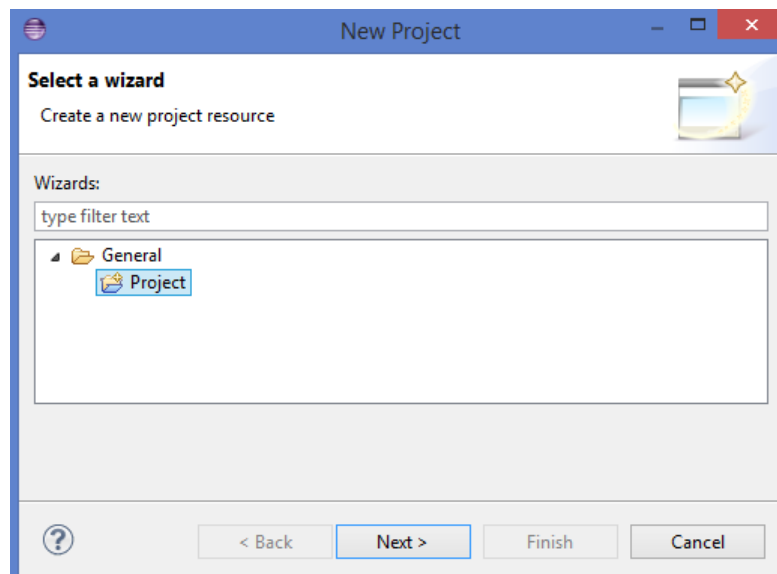 New Project
Select a wizard
Create a new project resource
Wizards:
type filter text
General
Project
< Back Next > Finish Cancel